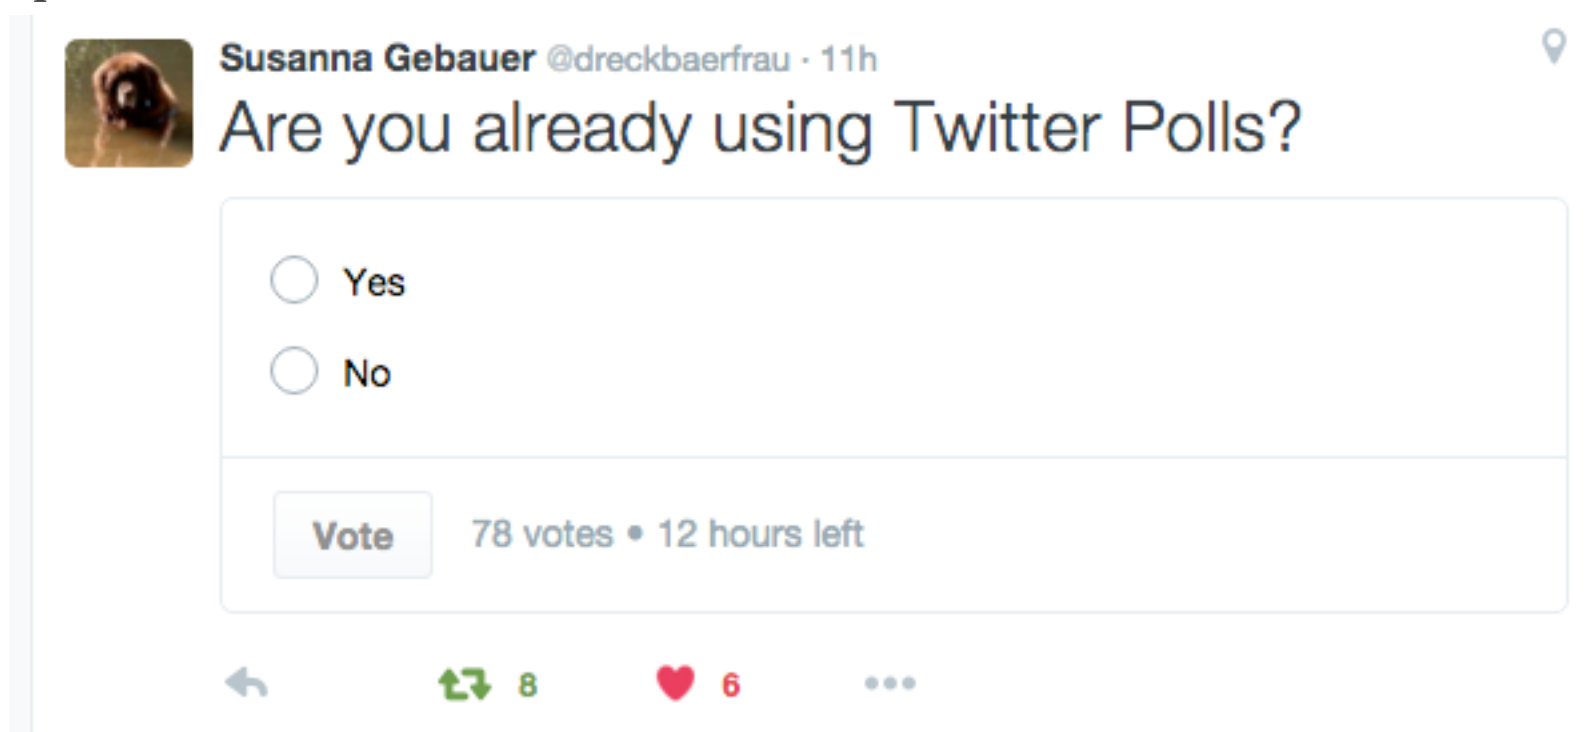 Susanna Gebauer @dreckbaerfrau · 11h
Are you already using Twitter Polls?
Yes
No
Vote 78 votes • 12 hours left
8 6